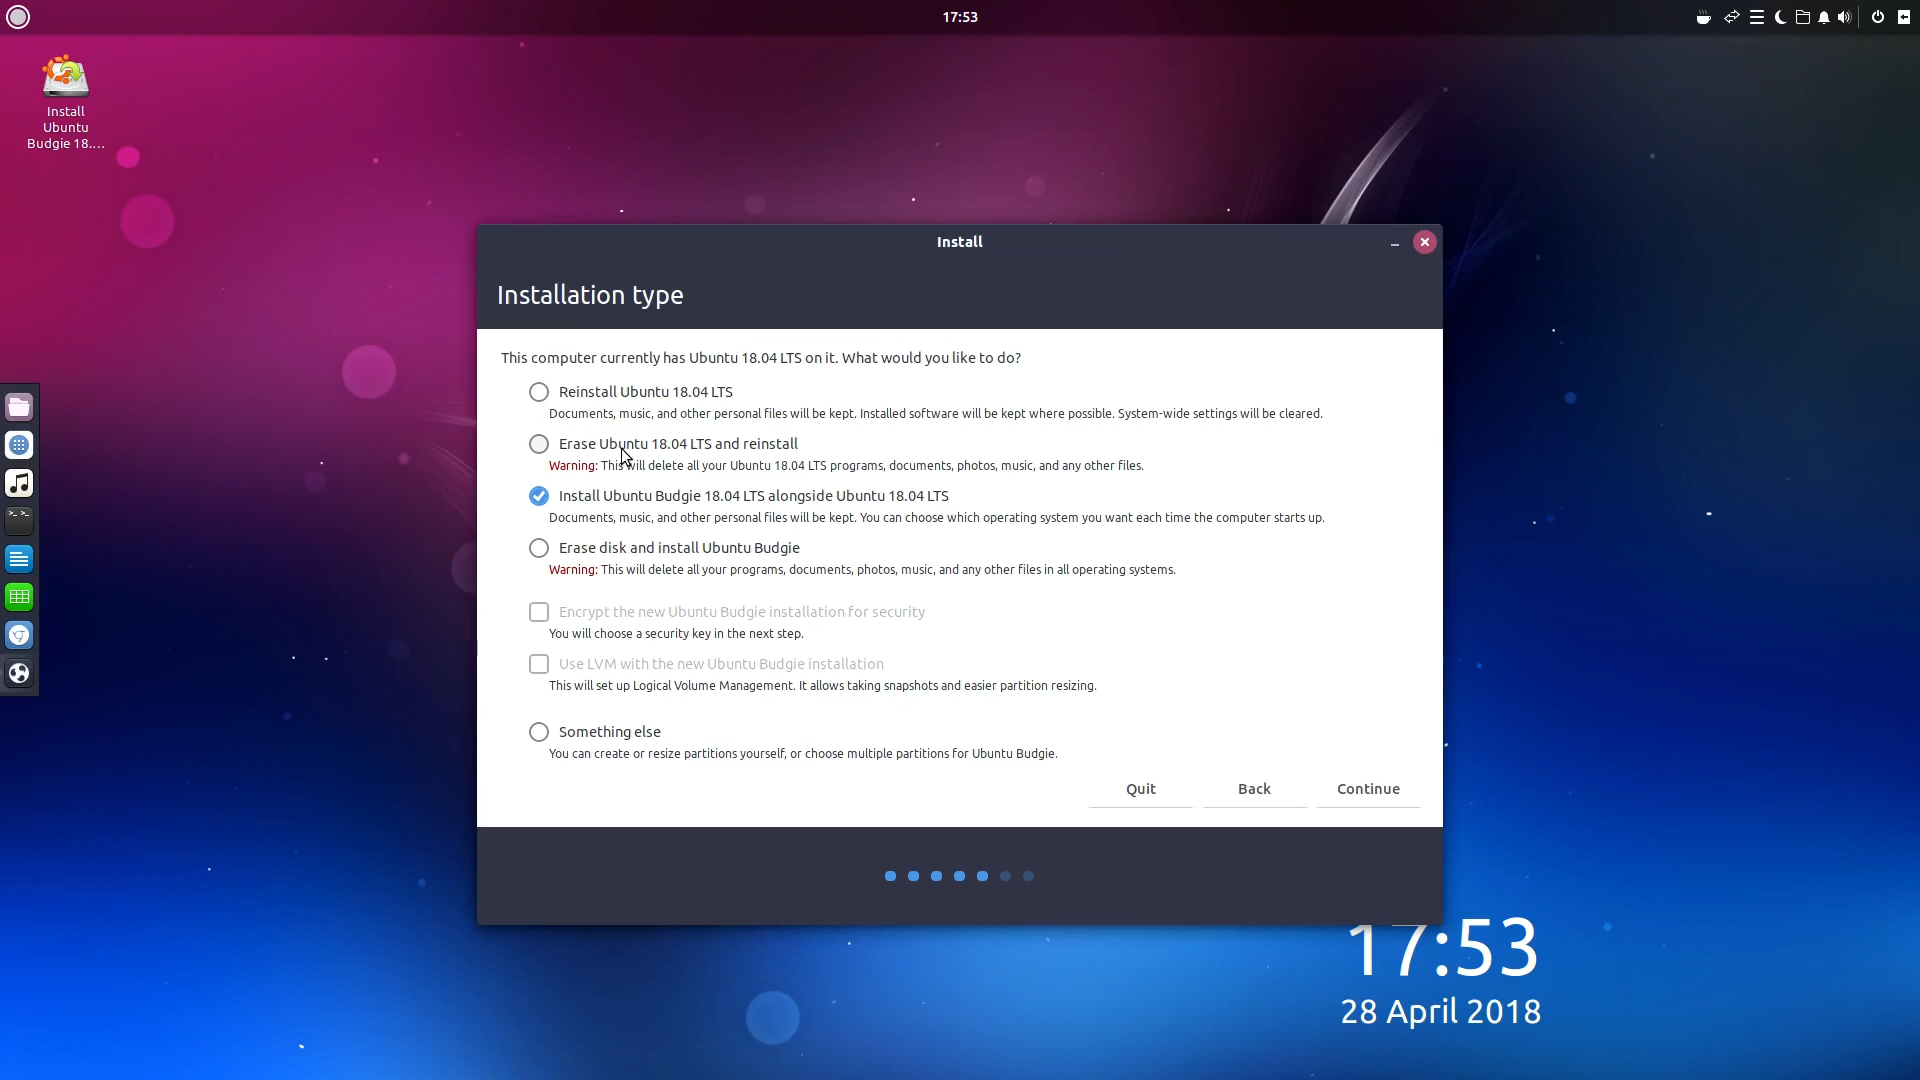 17:53
Install
Ubuntu
Budgie 18....
Install
Installation type
This computer currently has Ubuntu 18.04 LTS on it. What would you like to do?
Reinstall Ubuntu 18.04 LTS
Documents, music, and other personal files will be kept. Installed software will be kept where possible. System-wide settings will be cleared.
Erase Ubuntu 18.04 LTS and reinstall
Warning: This will delete all your Ubuntu 18.04 LTS programs, documents, photos, music, and any other files.
Install Ubuntu Budgie 18.04 LTS alongside Ubuntu 18.04 LTS
Documents, music, and other personal files will be kept. You can choose which operating system you want each time the computer starts up.
Erase disk and install Ubuntu Budgie
Warning: This will delete all your programs, documents, photos, music, and any other files in all operating systems.
Encrypt the new Ubuntu Budgie installation for security
You will choose a security key in the next step.
Use LVM with the new Ubuntu Budgie installation
This will set up Logical Volume Management. It allows taking snapshots and easier partition resizing.
Something else
You can create or resize partitions yourself, or choose multiple partitions for Ubuntu Budgie.
Quit Back Continue
17:53
28 April 2018